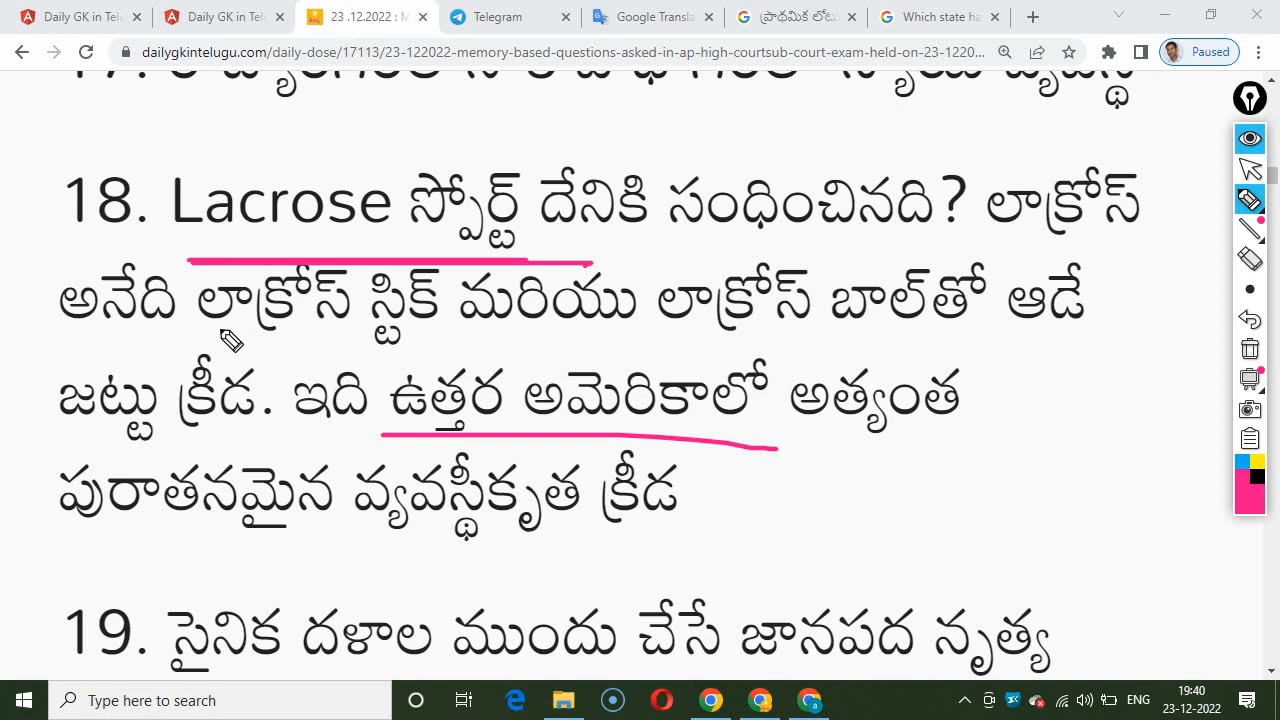 Daily GK in Tel
Daily GK in Telu
23 .12.2022 : M
Telegram
Google Transla
ప్రాథమిక లోటు
Which state ha
dailygkintelugu.com/daily-dose/17113/23-122022-memory-based-questions-asked-in-ap-high-courtsub-court-exam-held-on-23-1220...
Paused
18. Lacrose స్పోర్ట్ దేనికి సంధించినది? లాక్రోస్
అనేది లాక్రోస్ స్టిక్ మరియు లాక్రోస్ బాల్‌తో ఆడే
జట్టు క్రీడ. ఇది ఉత్తర అమెరికాలో అత్యంత
పురాతనమైన వ్యవస్థీకృత క్రీడ
19. సైనిక దళాల ముందు చేసే జానపద నృత్య
Type here to search
ENG
19:40
23-12-2022